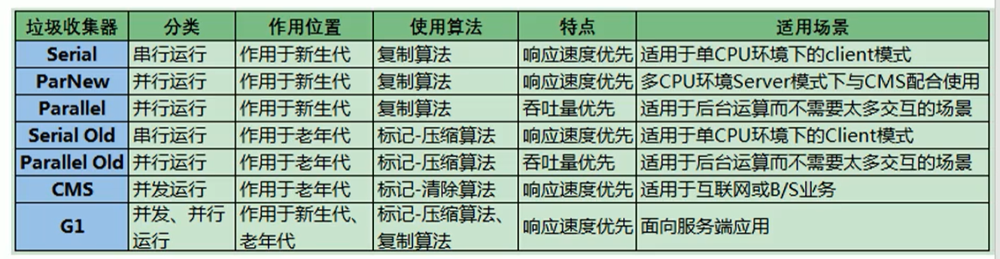 垃圾收集器 分类 作用位置 使用算法 特点 适用场景
Serial 串行运行 作用于新生代 复制算法 响应速度优先 适用于单CPU环境下的client模式
ParNew 并行运行 作用于新生代 复制算法 响应速度优先 多CPU环境Server模式下与CMS配合使用
Parallel 并行运行 作用于新生代 复制算法 吞吐量优先 适用于后台运算而不需要太多交互的场景
Serial Old 串行运行 作用于老年代 标记-压缩算法 响应速度优先 适用于单CPU环境下的Client模式
Parallel Old 并行运行 作用于老年代 标记-压缩算法 吞吐量优先 适用于后台运算而不需要太多交互的场景
CMS 并发运行 作用于老年代 标记-清除算法 响应速度优先 适用于互联网或B/S业务
G1 并发、并行 作用于新生代、 标记-压缩算法、 响应速度优先 面向服务端应用
运行 老年代 复制算法